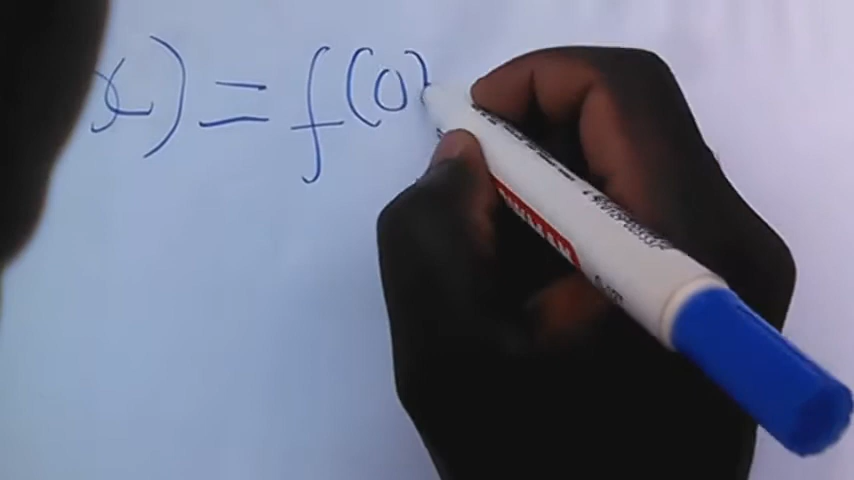 x) = f(0)